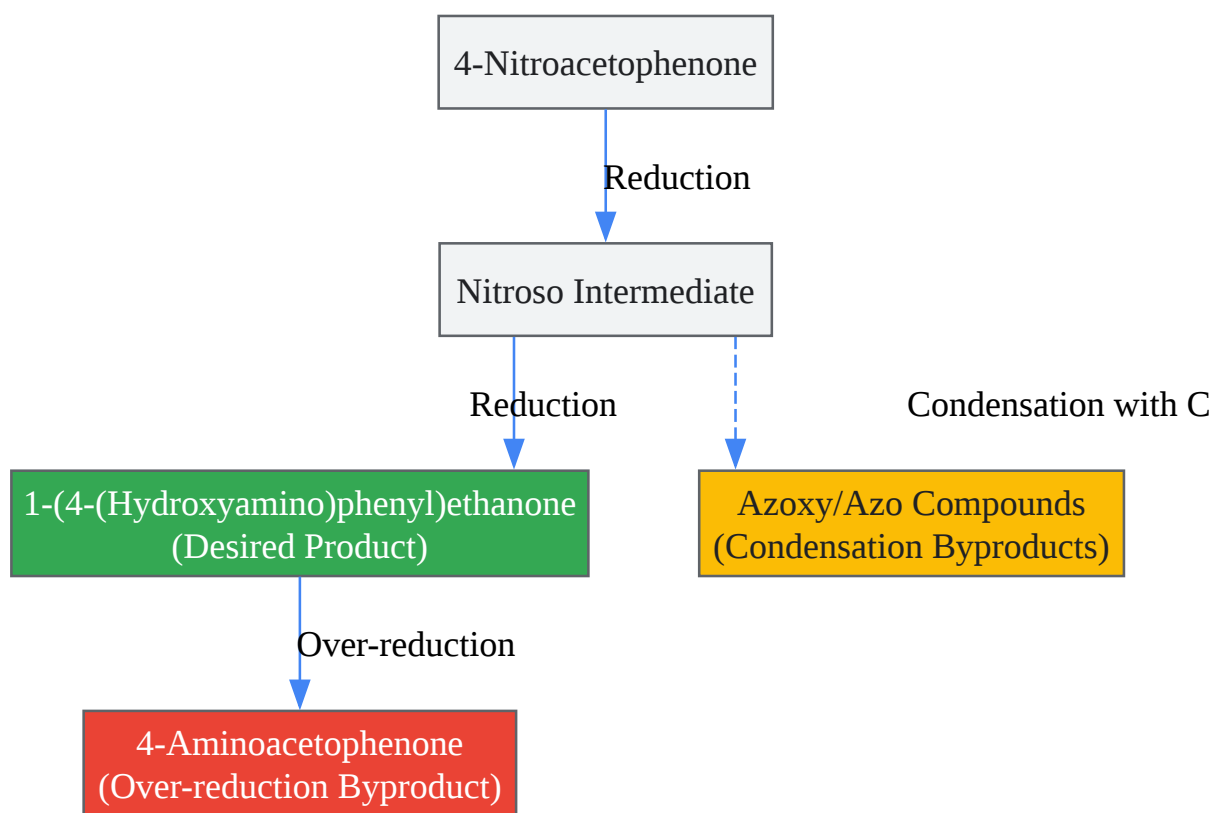 4-Nitroacetophenone
Reduction
Nitroso Intermediate
Reduction
Condensation with C
1-(4-(Hydroxyamino)phenyl)ethanone
(Desired Product)
Azoxy/Azo Compounds
(Condensation Byproducts)
Over-reduction
4-Aminoacetophenone
(Over-reduction Byproduct)